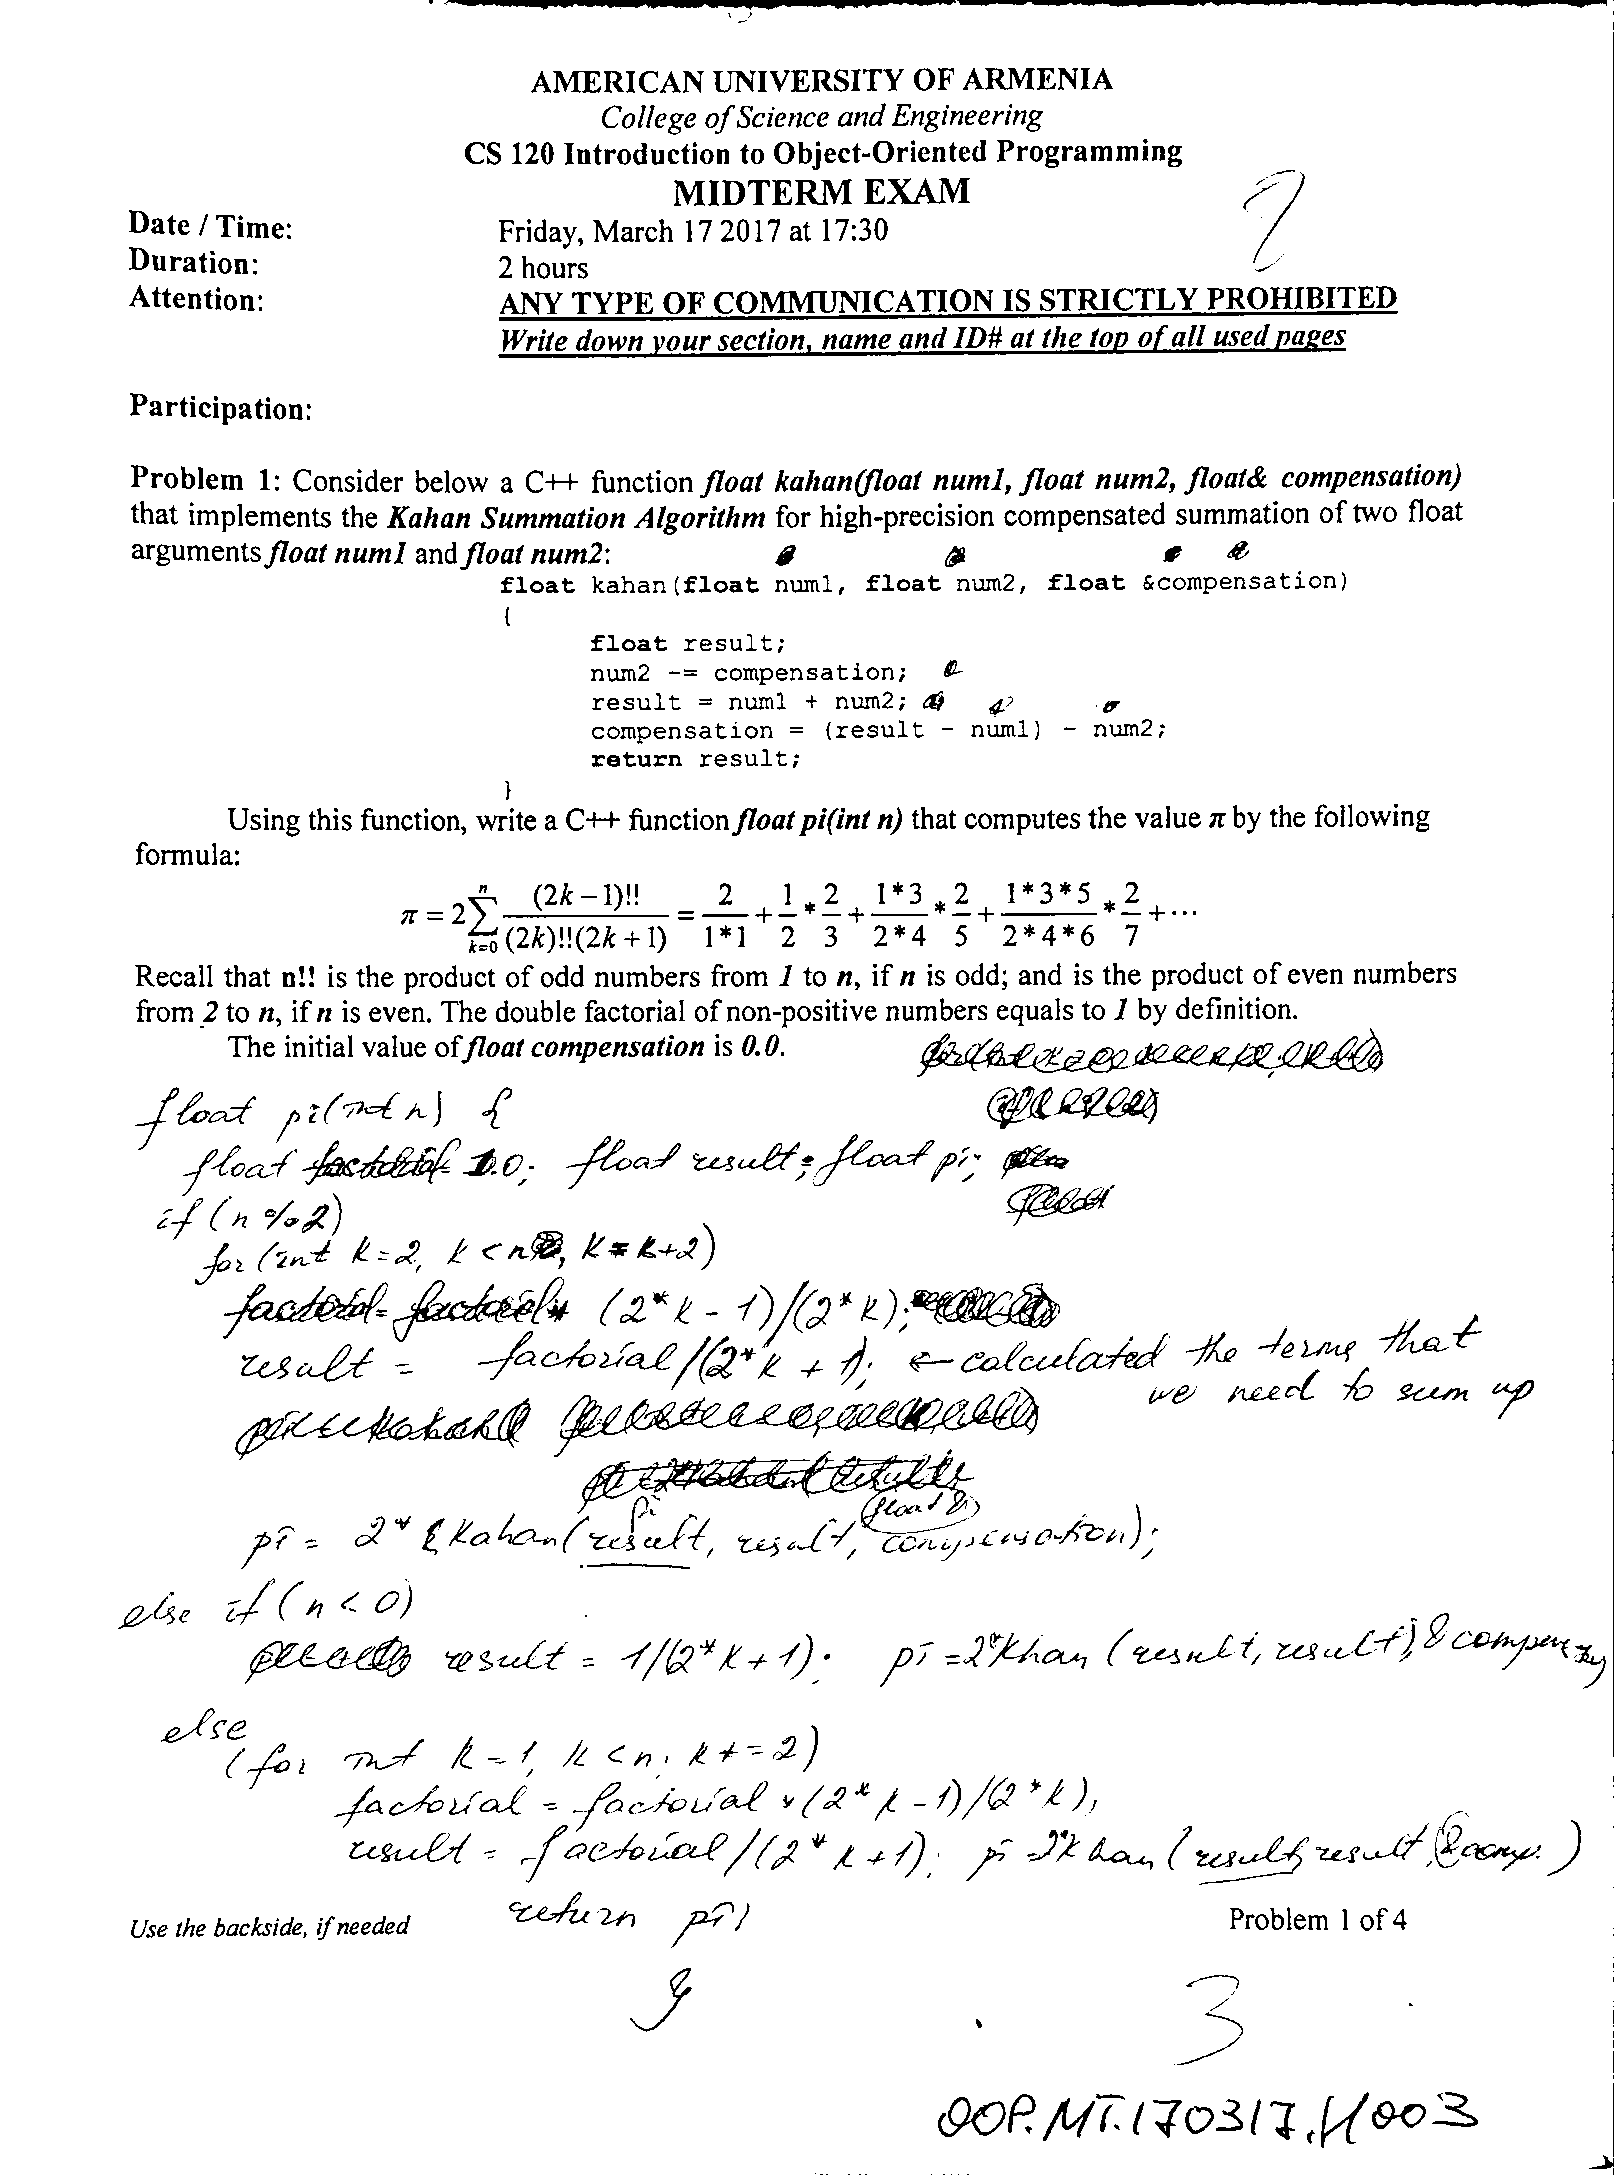 AMERICAN UNIVERSITY OF ARMENIA
College of Science and Engineering
CS 120 Introduction to Object-Oriented Programming
MIDTERM EXAM
Date / Time: Friday, March 17 2017 at 17:30
Duration: 2 hours
Attention: ANY TYPE OF COMMUNICATION IS STRICTLY PROHIBITED
Write down your section, name and ID# at the top of all used pages
Participation:
Problem 1: Consider below a C++ function float kahan(float num1, float num2, float& compensation)
that implements the Kahan Summation Algorithm for high-precision compensated summation of two float
arguments float num1 and float num2:
float kahan(float num1, float num2, float &compensation)
{
float result;
num2 -= compensation;
result = num1 + num2;
compensation = (result - num1) - num2;
return result;
}
Using this function, write a C++ function float pi(int n) that computes the value π by the following
formula:
π = 2 ∑ (k=0 to n) (2k-1)!! / ((2k)!!(2k+1)) = 2/(1*1) + 1/2 * 2/3 + (1*3)/(2*4) * 2/5 + (1*3*5)/(2*4*6) * 2/7 + ···
Recall that n!! is the product of odd numbers from 1 to n, if n is odd; and is the product of even numbers
from 2 to n, if n is even. The double factorial of non-positive numbers equals to 1 by definition.
The initial value of float compensation is 0.0.
float pi(int n) {
float factorial = 1.0; float result; float pi;
if (n % 2)
for (int k=2, k<n, k=k+2)
factorial = factorial * (2*k - 1)/(2*k);
result = factorial/(2*k + 1); ← calculated the terms that
we need to sum up
pi float &
pi = 2* kahan(result, result, compensation);
else if (n < 0)
result = 1/(2*k+1); pi = 2*khan (result, result), &
else
(for int k=1, k<n; k+=2)
factorial = factorial * (2*k-1)/(2*k),
result = factorial/(2*k+1); pi = 2*khan (result, result, &comp.)
return pi;
Use the backside, if needed Problem 1 of 4
3
OOP.MT.170317.H003